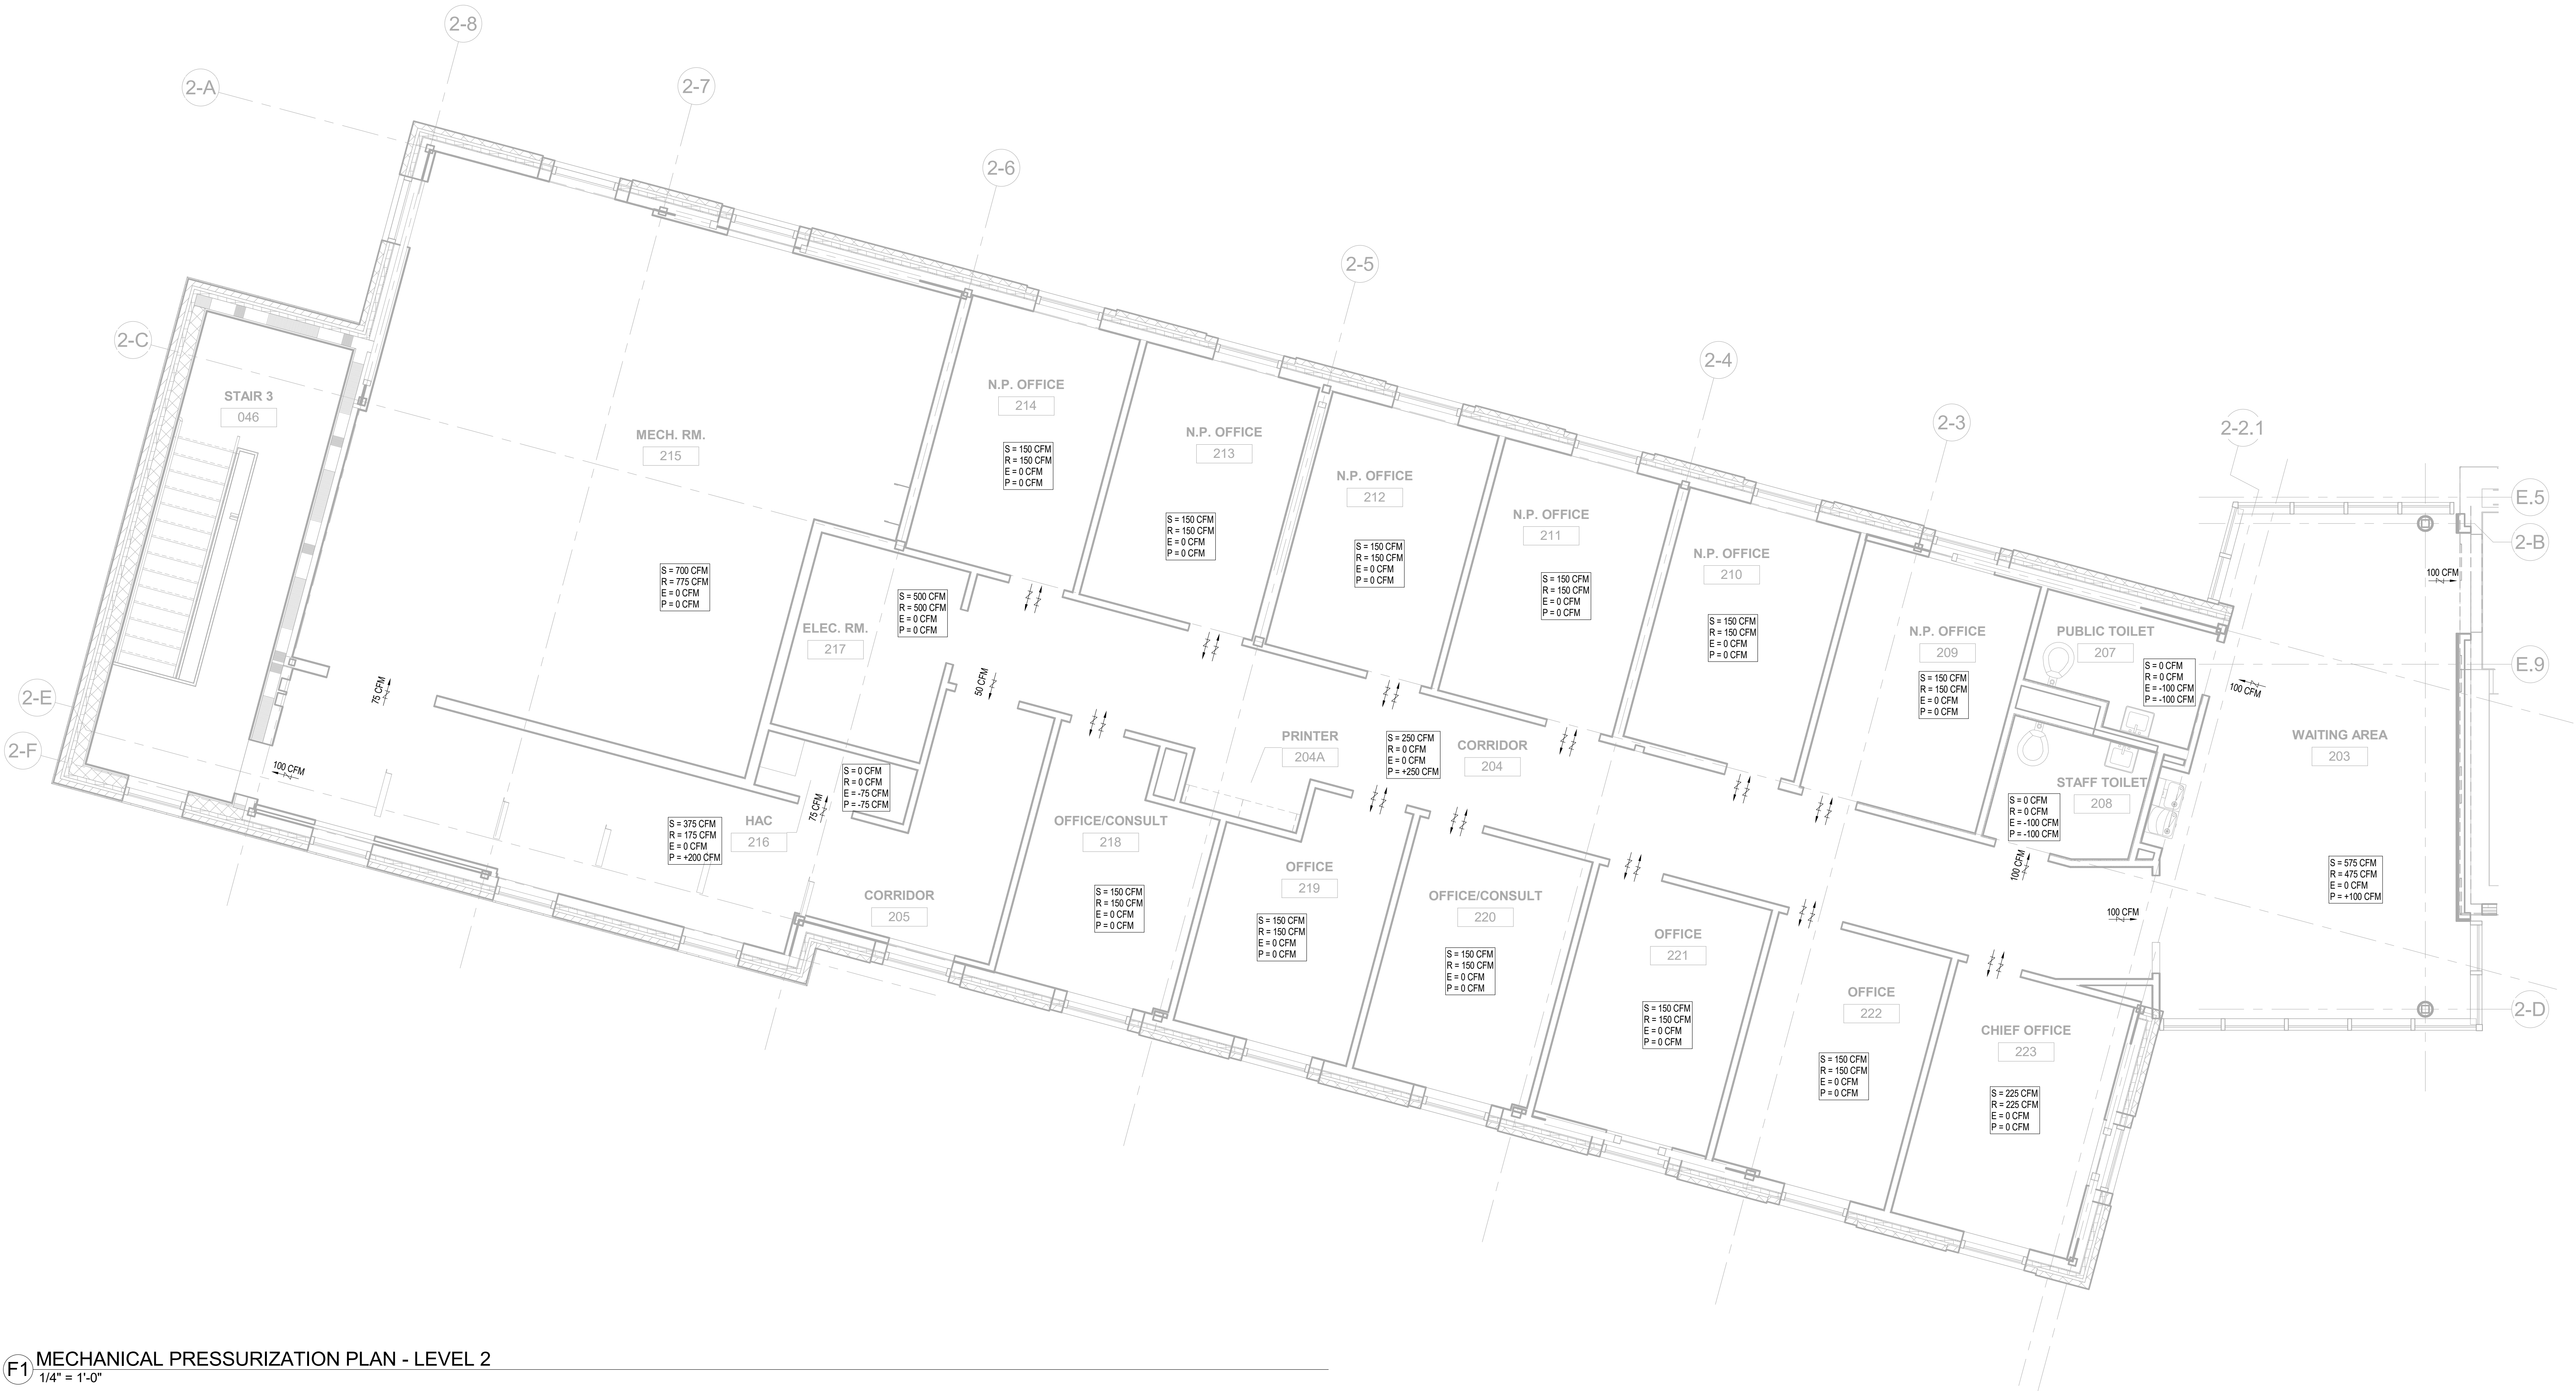 2-8
2-A
2-7
2-6
2-5
2-C
2-4
2-3
2-2.1
E.5
2-B
E.9
2-E
2-F
2-D
STAIR 3
046
MECH. RM.
215
S = 700 CFM
R = 775 CFM
E = 0 CFM
P = 0 CFM
75 CFM
100 CFM
N.P. OFFICE
214
S = 150 CFM
R = 150 CFM
E = 0 CFM
P = 0 CFM
N.P. OFFICE
213
S = 150 CFM
R = 150 CFM
E = 0 CFM
P = 0 CFM
N.P. OFFICE
212
S = 150 CFM
R = 150 CFM
E = 0 CFM
P = 0 CFM
N.P. OFFICE
211
S = 150 CFM
R = 150 CFM
E = 0 CFM
P = 0 CFM
N.P. OFFICE
210
S = 150 CFM
R = 150 CFM
E = 0 CFM
P = 0 CFM
N.P. OFFICE
209
S = 150 CFM
R = 150 CFM
E = 0 CFM
P = 0 CFM
PUBLIC TOILET
207
S = 0 CFM
R = 0 CFM
E = -100 CFM
P = -100 CFM
100 CFM
100 CFM
WAITING AREA
203
S = 575 CFM
R = 475 CFM
E = 0 CFM
P = +100 CFM
STAFF TOILET
208
S = 0 CFM
R = 0 CFM
E = -100 CFM
P = -100 CFM
100 CFM
100 CFM
ELEC. RM.
217
S = 500 CFM
R = 500 CFM
E = 0 CFM
P = 0 CFM
50 CFM
PRINTER
204A
S = 250 CFM
R = 0 CFM
E = 0 CFM
P = +250 CFM
CORRIDOR
204
S = 0 CFM
R = 0 CFM
E = -75 CFM
P = -75 CFM
75 CFM
HAC
216
S = 375 CFM
R = 175 CFM
E = 0 CFM
P = +200 CFM
CORRIDOR
205
OFFICE/CONSULT
218
S = 150 CFM
R = 150 CFM
E = 0 CFM
P = 0 CFM
OFFICE
219
S = 150 CFM
R = 150 CFM
E = 0 CFM
P = 0 CFM
OFFICE/CONSULT
220
S = 150 CFM
R = 150 CFM
E = 0 CFM
P = 0 CFM
OFFICE
221
S = 150 CFM
R = 150 CFM
E = 0 CFM
P = 0 CFM
OFFICE
222
S = 150 CFM
R = 150 CFM
E = 0 CFM
P = 0 CFM
CHIEF OFFICE
223
S = 225 CFM
R = 225 CFM
E = 0 CFM
P = 0 CFM
F1
MECHANICAL PRESSURIZATION PLAN - LEVEL 2
1/4" = 1'-0"